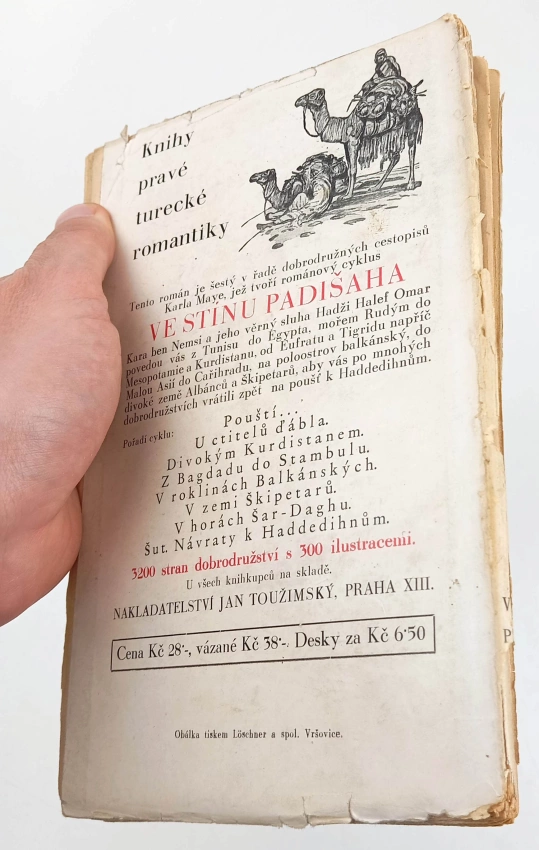 Knihy
pravé
turecké
romantiky
Tento román je šestý v řadě dobrodružných cestopisů
Karla Maye, jež tvoří románový cyklus
VE STÍNU PADIŠAHA
Kara ben Nemsi a jeho věrný sluha Hadži Halef Omar
povedou vás z Tunisu do Egypta, mořem Rudým do
Mesopotamie a Kurdistanu, od Eufratu a Tigridu napříč
Malou Asií do Cařihradu, na poloostrov balkánský, do
divoké země Albánců a Škipetarů, aby vás po mnohých
dobrodružstvích vrátili zpět na poušť k Haddedihnům.
Pořadí cyklu:
Pouští...
U ctitelů ďábla.
Divokým Kurdistanem.
Z Bagdadu do Stambulu.
V roklinách Balkánských.
V zemi Škipetarů.
V horách Šar-Daghu.
Šut. Návraty k Haddedihnům.
3200 stran dobrodružství s 300 ilustracemi.
U všech knihkupců na skladě.
NAKLADATELSTVÍ JAN TOUŽIMSKÝ, PRAHA XIII.
Cena Kč 28·-, vázané Kč 38·-. Desky za Kč 6·50
Obálka tiskem Löschner a spol. Vršovice.
V
P